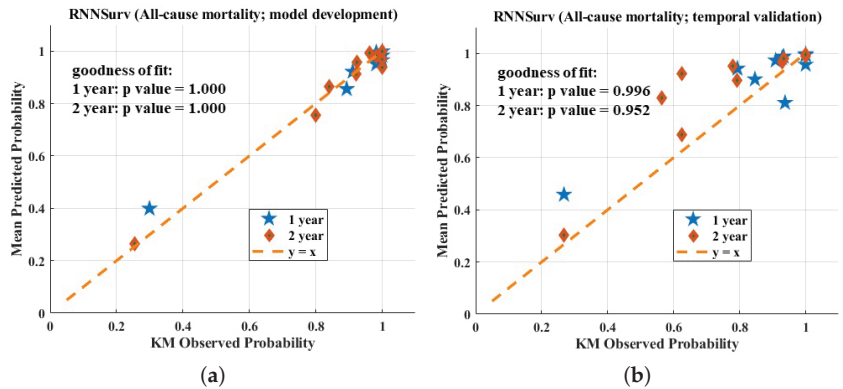 RNNSurv (All-cause mortality; model development)
goodness of fit:
1 year: p value = 1.000
2 year: p value = 1.000
Mean Predicted Probability
1
0.8
0.6
0.4
0.2
0
1 year
2 year
y = x
0 0.2 0.4 0.6 0.8 1
KM Observed Probability
(a)
RNNSurv (All-cause mortality; temporal validation)
goodness of fit:
1 year: p value = 0.996
2 year: p value = 0.952
Mean Predicted Probability
1
0.8
0.6
0.4
0.2
0
1 year
2 year
y = x
0 0.2 0.4 0.6 0.8 1
KM Observed Probability
(b)